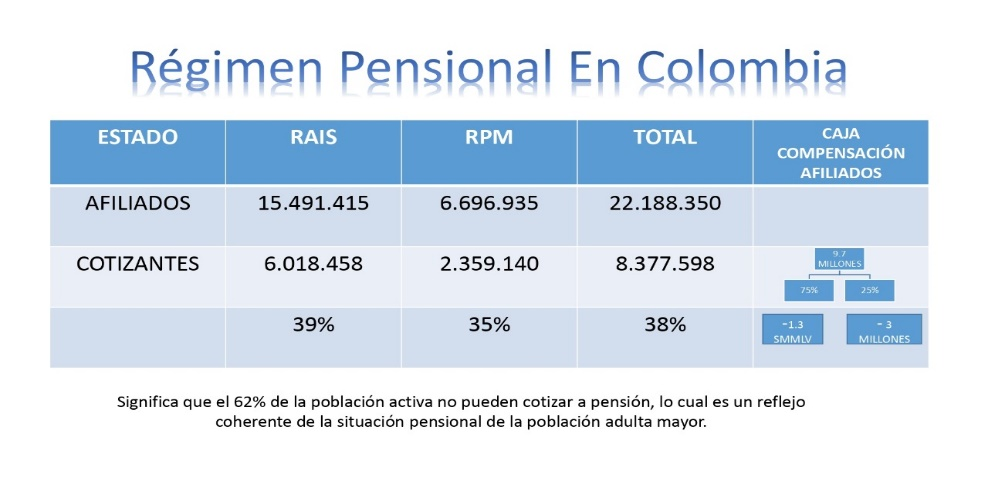 Régimen Pensional En Colombia
ESTADO RAIS RPM TOTAL CAJA
COMPENSACIÓN
AFILIADOS
AFILIADOS 15.491.415 6.696.935 22.188.350
COTIZANTES 6.018.458 2.359.140 8.377.598
9.7
MILLONES
75% 25%
39% 35% 38%
-1.3
SMMLV
- 3
MILLONES
Significa que el 62% de la población activa no pueden cotizar a pensión, lo cual es un reflejo
coherente de la situación pensional de la población adulta mayor.